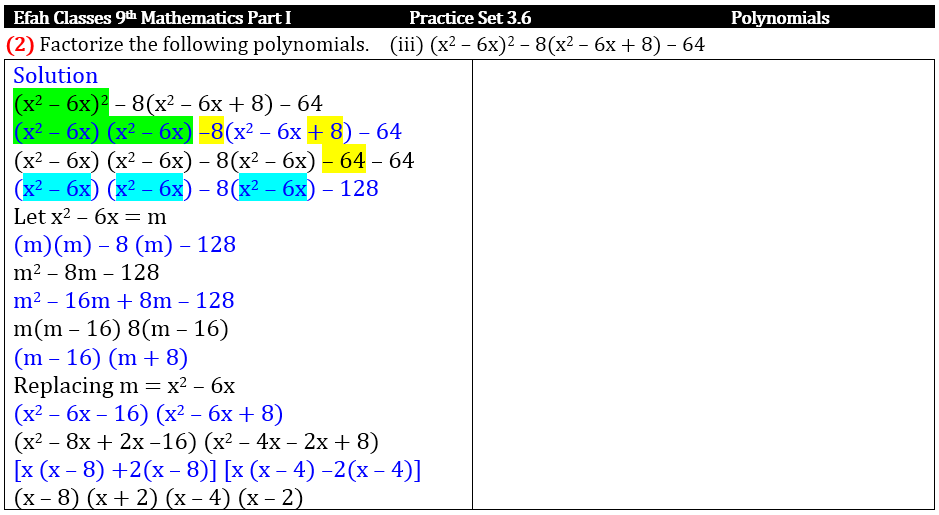 Efah Classes 9th Mathematics Part I Practice Set 3.6 Polynomials
(2) Factorize the following polynomials. (iii) (x² – 6x)² – 8(x² – 6x + 8) – 64
Solution
(x² – 6x)² – 8(x² – 6x + 8) – 64
(x² – 6x) (x² – 6x) –8(x² – 6x + 8) – 64
(x² – 6x) (x² – 6x) – 8(x² – 6x) – 64 – 64
(x² – 6x) (x² – 6x) – 8(x² – 6x) – 128
Let x² – 6x = m
(m)(m) – 8 (m) – 128
m² – 8m – 128
m² – 16m + 8m – 128
m(m – 16) 8(m – 16)
(m – 16) (m + 8)
Replacing m = x² – 6x
(x² – 6x – 16) (x² – 6x + 8)
(x² – 8x + 2x –16) (x² – 4x – 2x + 8)
[x (x – 8) +2(x – 8)] [x (x – 4) –2(x – 4)]
(x – 8) (x + 2) (x – 4) (x – 2)